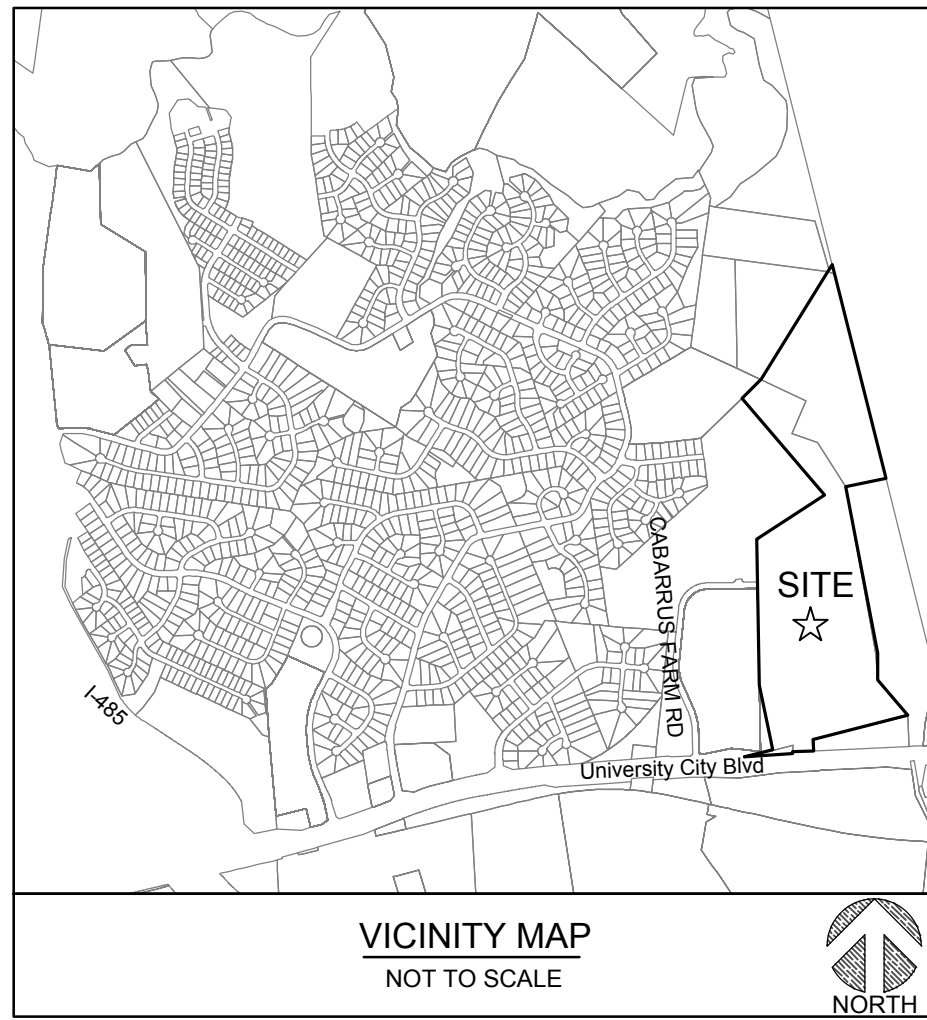 CABARRUS FARM RD
SITE
I-485
University City Blvd
VICINITY MAP
NOT TO SCALE
NORTH